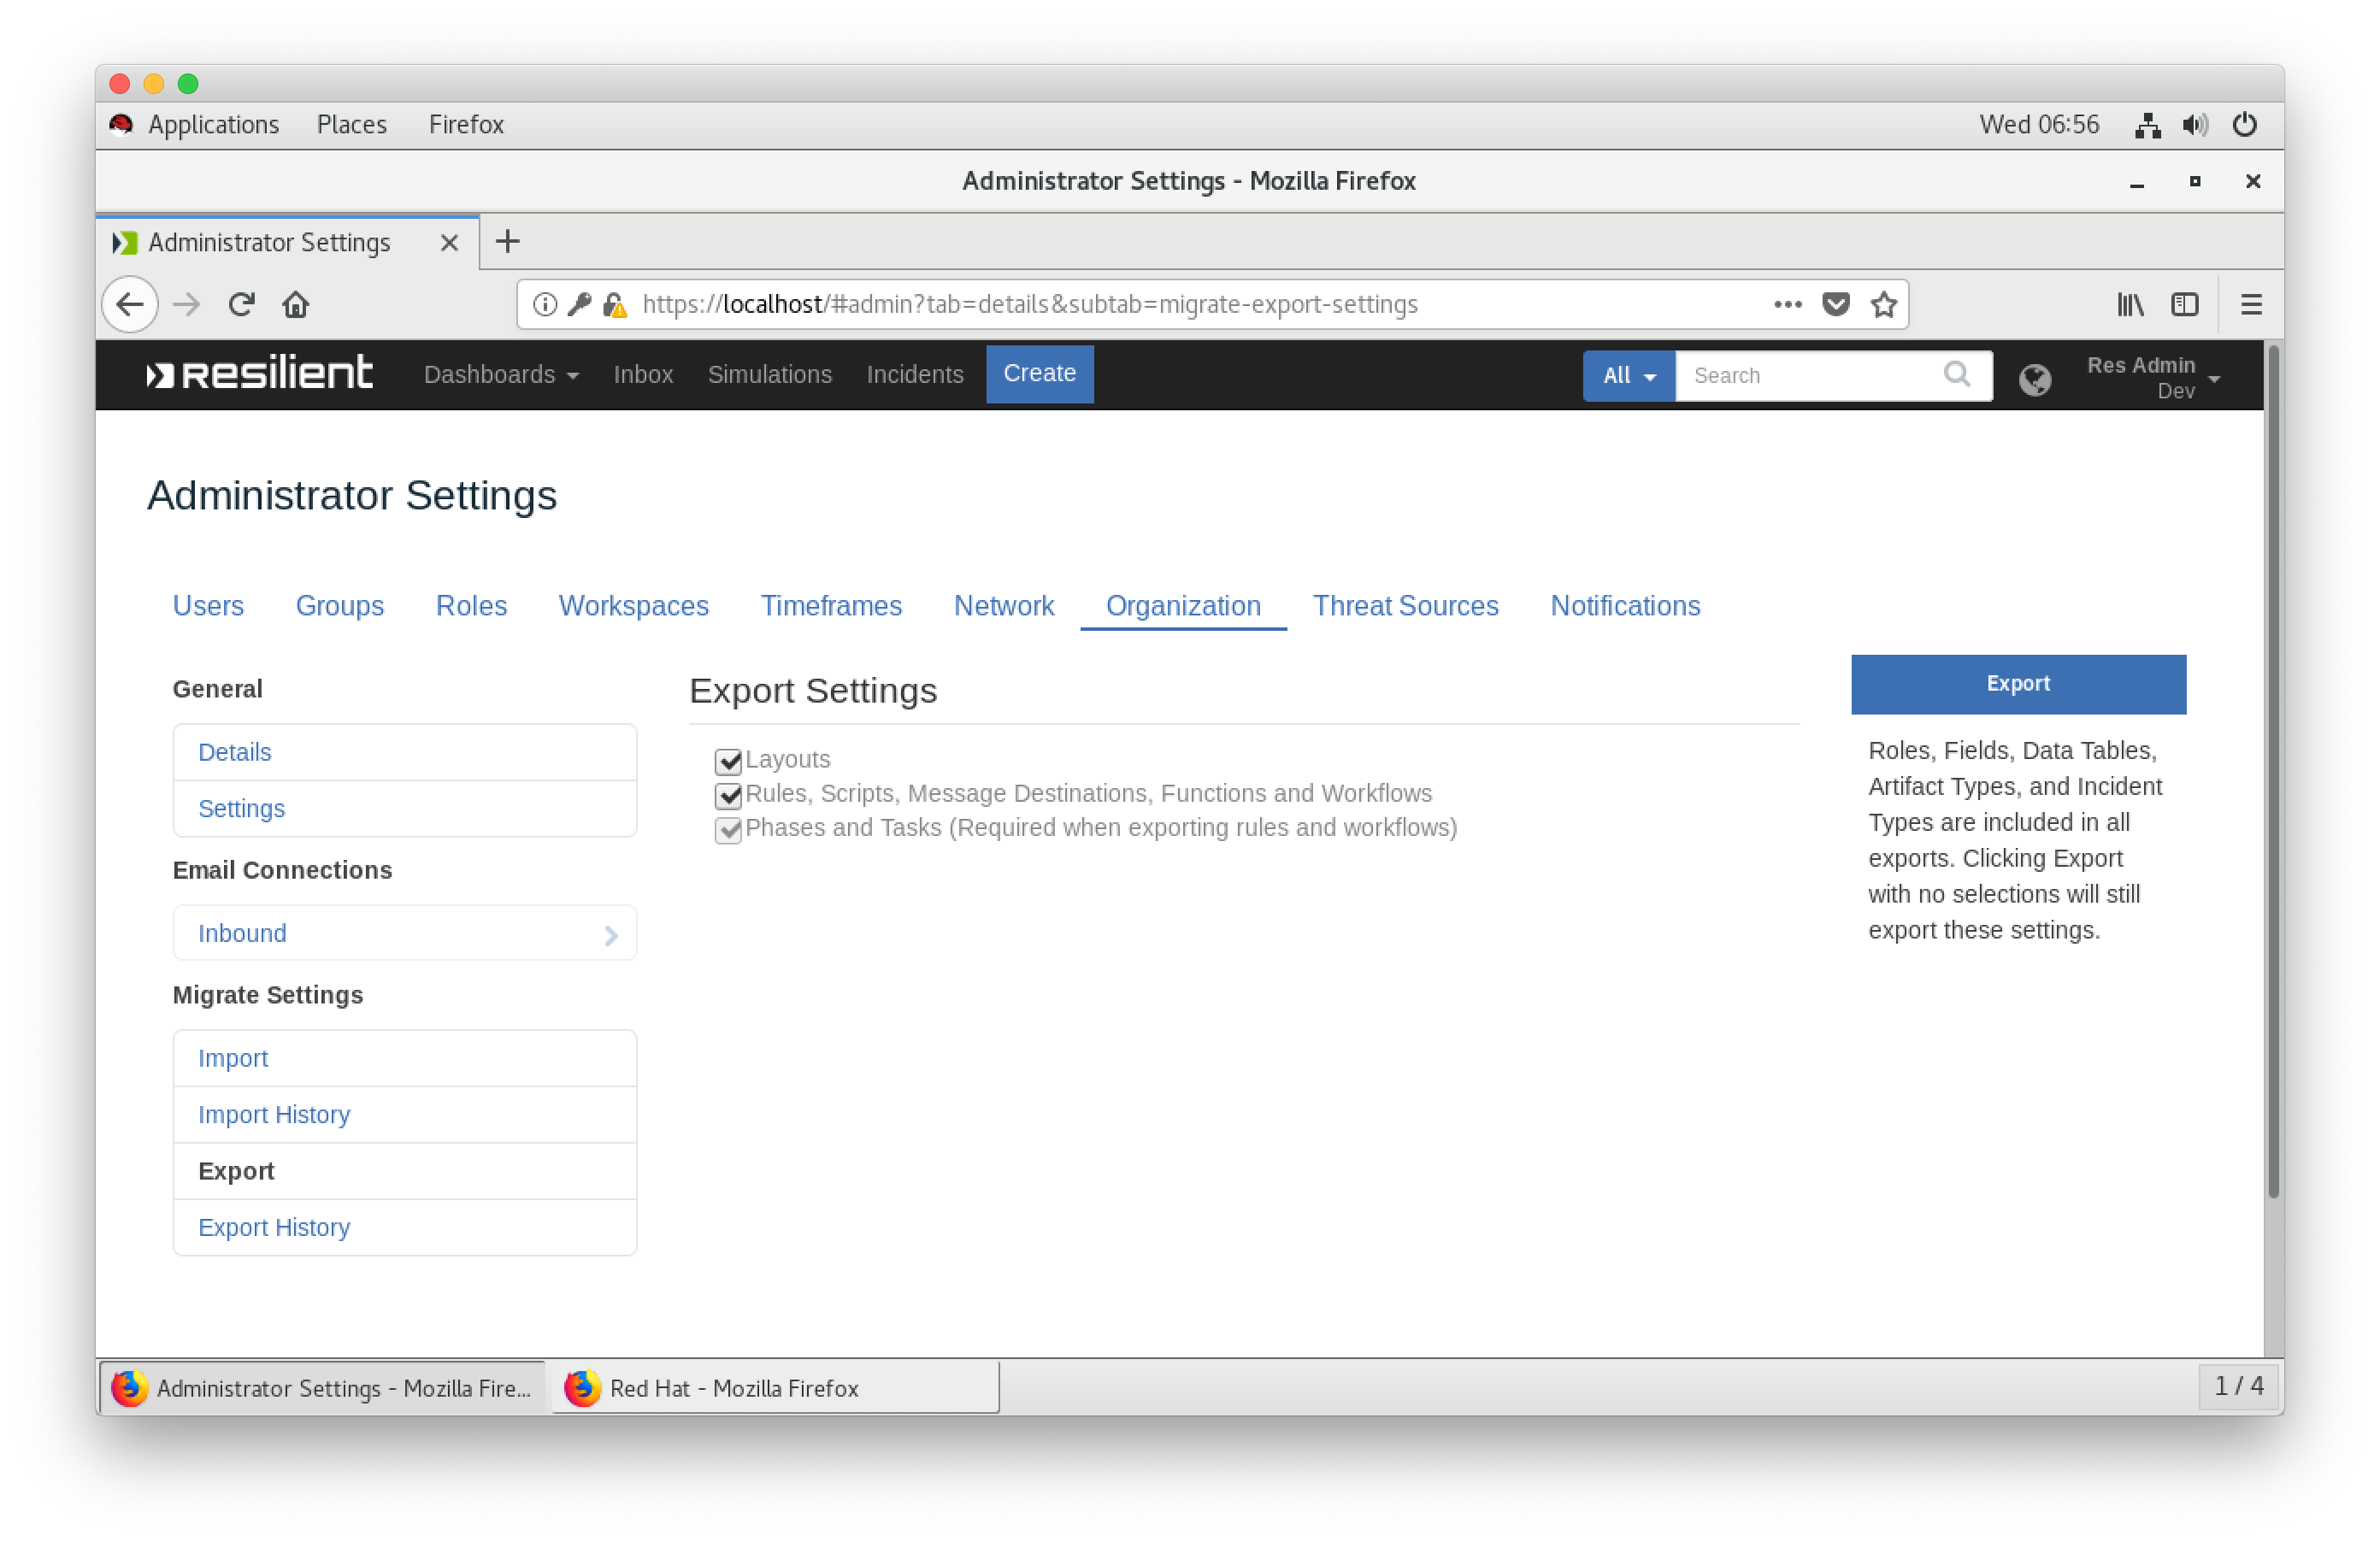 Applications Places Firefox Wed 06:56
Administrator Settings - Mozilla Firefox
Administrator Settings
https://localhost/#admin?tab=details&subtab=migrate-export-settings
resilient Dashboards Inbox Simulations Incidents Create All Search Res Admin
Dev
Administrator Settings
Users Groups Roles Workspaces Timeframes Network Organization Threat Sources Notifications
General
Details
Settings
Email Connections
Inbound
Migrate Settings
Import
Import History
Export
Export History
Export Settings
Layouts
Rules, Scripts, Message Destinations, Functions and Workflows
Phases and Tasks (Required when exporting rules and workflows)
Export
Roles, Fields, Data Tables,
Artifact Types, and Incident
Types are included in all
exports. Clicking Export
with no selections will still
export these settings.
Administrator Settings - Mozilla Fire... Red Hat - Mozilla Firefox 1 / 4